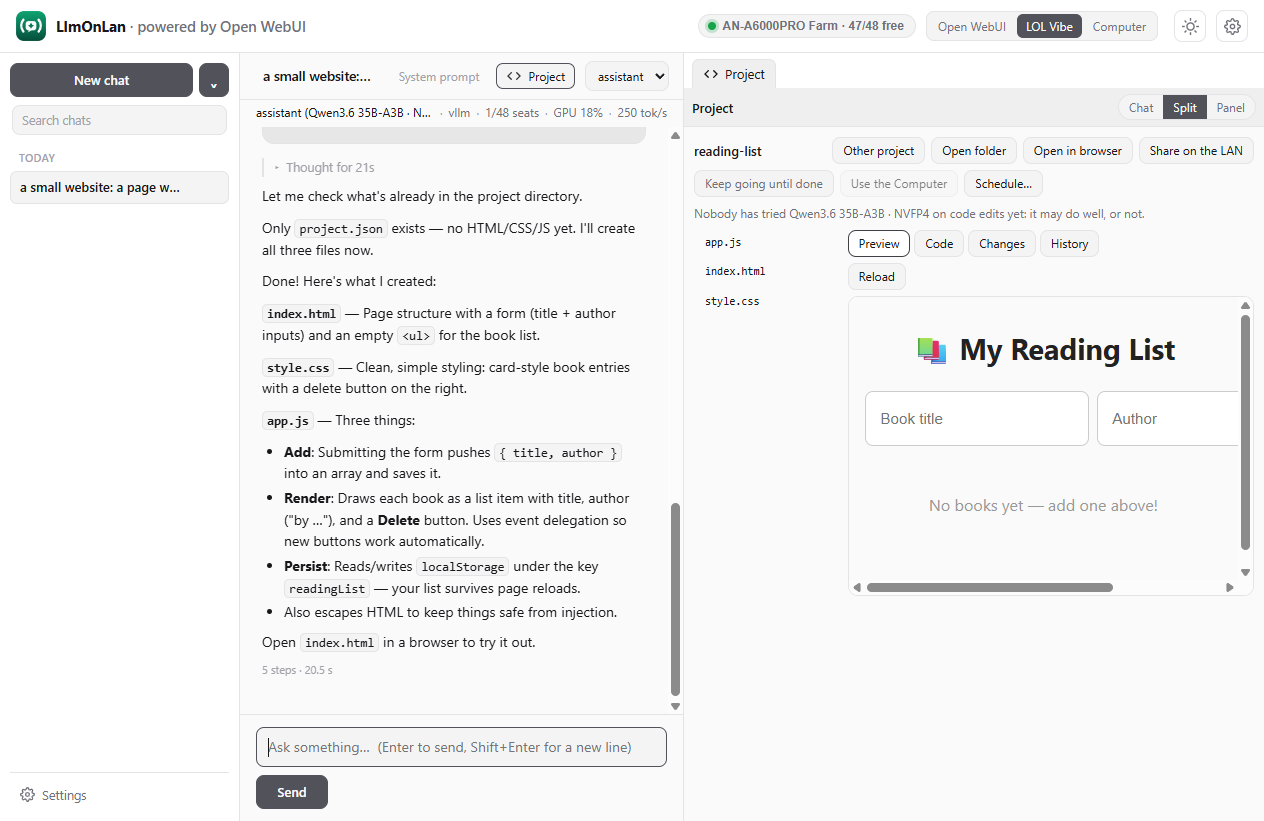 LlmOnLan · powered by Open WebUI
AN-A6000PRO Farm · 47/48 free
Open WebUI
LOL Vibe
Computer
New chat
Search chats
TODAY
a small website: a page w...
Settings
a small website:...
System prompt
<> Project
assistant
assistant (Qwen3.6 35B-A3B · N... · vllm · 1/48 seats · GPU 18% · 250 tok/s
Thought for 21s
Let me check what's already in the project directory.
Only project.json exists — no HTML/CSS/JS yet. I'll create
all three files now.
Done! Here's what I created:
index.html — Page structure with a form (title + author
inputs) and an empty <ul> for the book list.
style.css — Clean, simple styling: card-style book entries
with a delete button on the right.
app.js — Three things:
• Add: Submitting the form pushes { title, author }
into an array and saves it.
• Render: Draws each book as a list item with title, author
("by ..."), and a Delete button. Uses event delegation so
new buttons work automatically.
• Persist: Reads/writes localStorage under the key
readingList — your list survives page reloads.
• Also escapes HTML to keep things safe from injection.
Open index.html in a browser to try it out.
5 steps · 20.5 s
Ask something... (Enter to send, Shift+Enter for a new line)
Send
<> Project
Project
Chat
Split
Panel
reading-list
Other project
Open folder
Open in browser
Share on the LAN
Keep going until done
Use the Computer
Schedule...
Nobody has tried Qwen3.6 35B-A3B · NVFP4 on code edits yet: it may do well, or not.
app.js
index.html
style.css
Preview
Code
Changes
History
Reload
My Reading List
Book title
Author
No books yet — add one above!